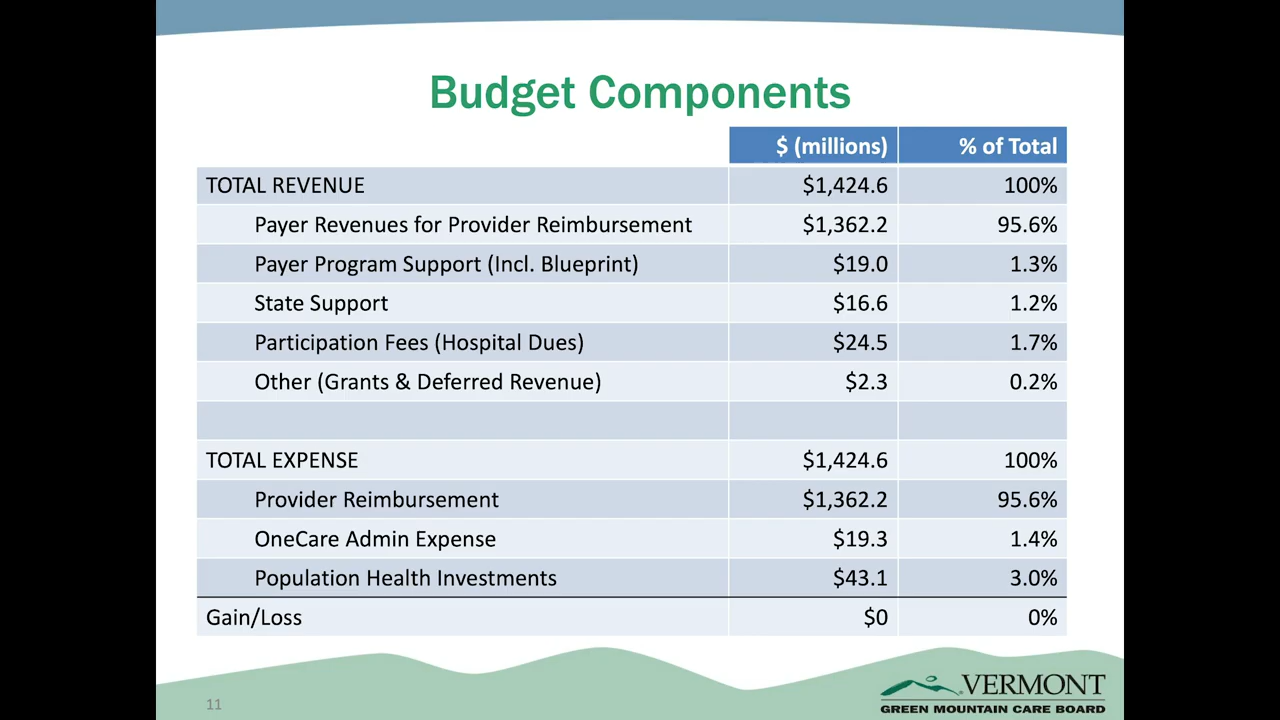 Budget Components
$ (millions) % of Total
TOTAL REVENUE $1,424.6 100%
Payer Revenues for Provider Reimbursement $1,362.2 95.6%
Payer Program Support (Incl. Blueprint) $19.0 1.3%
State Support $16.6 1.2%
Participation Fees (Hospital Dues) $24.5 1.7%
Other (Grants & Deferred Revenue) $2.3 0.2%
TOTAL EXPENSE $1,424.6 100%
Provider Reimbursement $1,362.2 95.6%
OneCare Admin Expense $19.3 1.4%
Population Health Investments $43.1 3.0%
Gain/Loss $0 0%
11
VERMONT
GREEN MOUNTAIN CARE BOARD